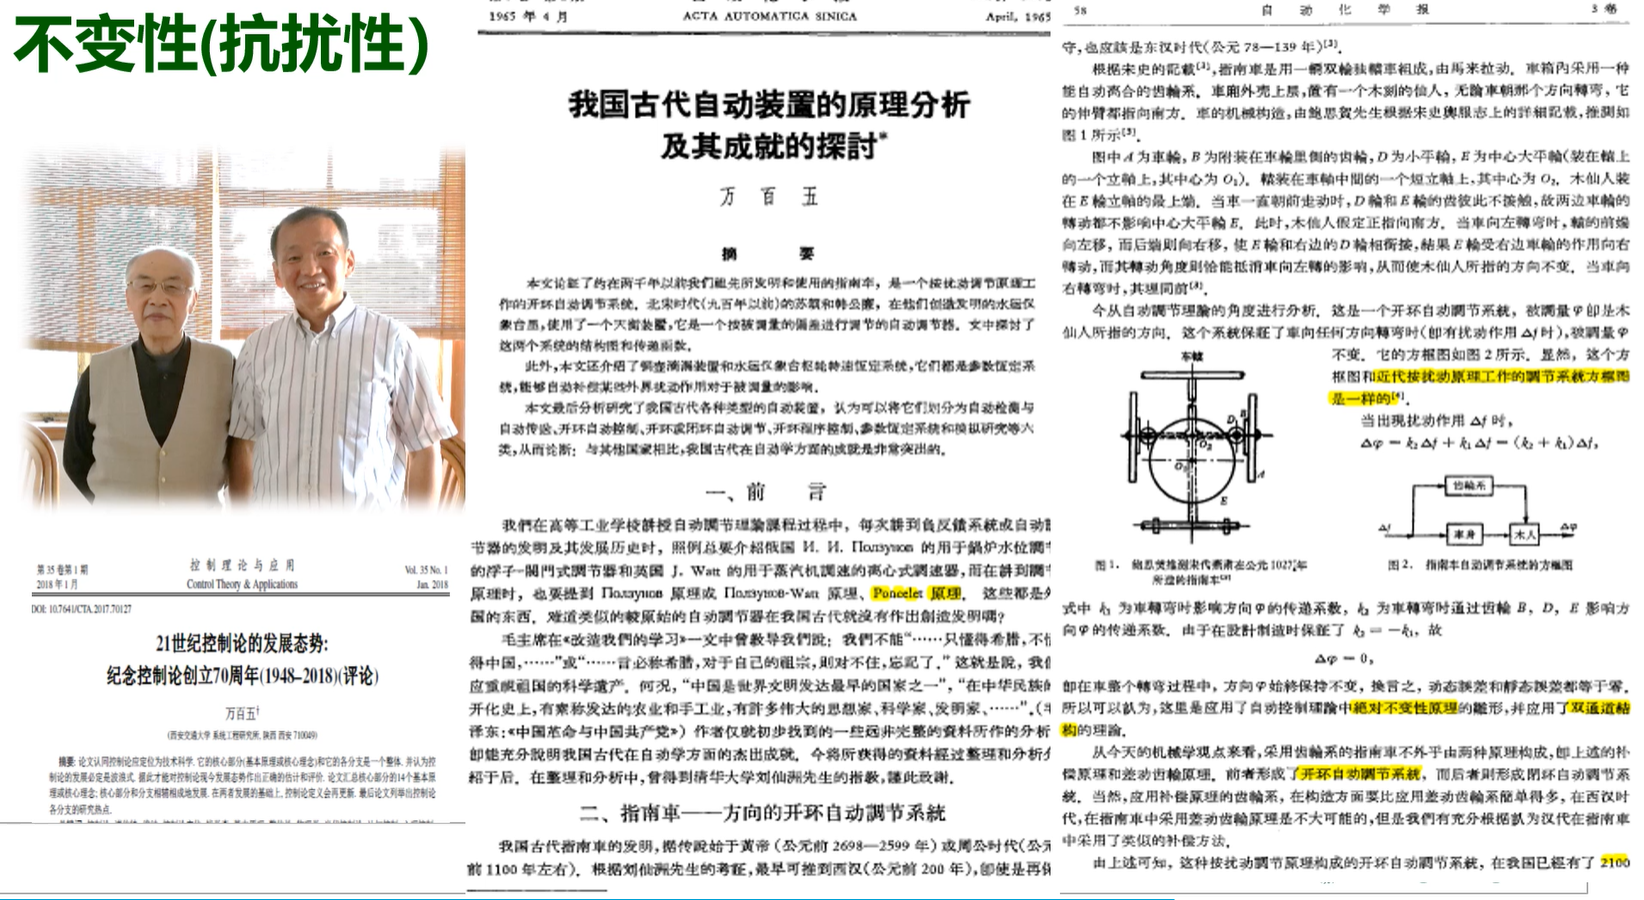 不变性(抗扰性)
第35卷第1期
控制理论与应用
Vol. 35 No. 1
2018年1月
Control Theory & Applications
Jan. 2018
DOI: 10.7641/CTA.2017.70127
21世纪控制论的发展态势:
纪念控制论创立70周年(1948–2018)(评论)
万百五†
(西安交通大学 系统工程研究所, 陕西 西安 710049)
摘要: 论文认同控制论应定位为技术科学. 它的核心部分(基本原理或核心理念)和它的各分支是一个整体. 并认为控
制论的发展必是波浪式. 据此才能对控制论现今发展态势作出正确的估计和评价. 论文汇总核心部分的14个基本原
理或核心理念; 核心部分和分支相辅相成地发展. 在两者发展的基础上, 控制论定义会再更新. 最后论文列举出控制论
各分支的研究热点.
1965年4月
ACTA AUTOMATICA SINICA
April, 1965
我国古代自动装置的原理分析
及其成就的探討*
万百五
摘要
本文论証了约在两千年以前我们祖先所发明和使用的指南车，是一个按扰动调节原理工
作的开环自动调节系统。北宋时代(九百年以前)的苏颂和韩公廉，在他们创造发明的水运仪
象台里，使用了一个天衡装置，它是一个按被调量的偏差进行调节的自动调节器。文中探讨了
这两个系统的结构图和传递函数。
此外，本文还介绍了铜壶滴漏装置和水运仪象台枢轮转速恆定系统，它们都是参数恆定系
统，能够自动补偿某些外界扰动作用对于被调量的影响。
本文最后分析研究了我国古代各种类型的自动装置，认为可以将它们划分为自动检测与
自动传送、开环自动控制、开环或闭环自动调节、开环程序控制、参数恆定系统和模拟研究等六
类，从而论断：与其他国家相比，我国古代在自动学方面的成就是非常突出的。
一、前言
我們在高等工业学校讲授自动調节理論課程过程中，每次講到負反饋系統或自动調
节器的发明及其发展历史时，照例总要介紹俄国 И. И. Ползунов 的用于鍋炉水位調节
的浮子-閥門式調节器和英国 J. Watt 的用于蒸汽机調速的离心式調速器，而在講到調节
原理时，也要提到 Ползунов 原理或 Ползунов-Watt 原理、Poncelet 原理。这些都是外
国的东西。难道类似的較原始的自动調节器在我国古代就沒有作出創造发明嗎？
毛主席在《改造我們的学习》一文中曾教导我們說：我們不能“……只懂得希腊，不懂
得中国，……”或“……言必称希腊，对于自己的祖宗，則对不住，忘記了。”这就是說，我們
应重視祖国的科学遺产。何况，“中国是世界文明发达最早的国家之一”，“在中华民族的
开化史上，有素称发达的农业和手工业，有許多伟大的思想家、科学家、发明家、……”。(毛
泽东：《中国革命与中国共产党》) 作者仅就初步找到的一些远非完整的資料所作的分析，
即能充分說明我国古代在自动学方面的杰出成就。今将所获得的資料經过整理和分析介
紹于后。在整理和分析中，曾得到清华大学刘仙洲先生的指教，謹此致謝。
二、指南車——方向的开环自动調节系統
我国古代指南車的发明，据传說始于黃帝(公元前 2698—2599 年) 或周公时代(公元
前 1100 年左右)。根据刘仙洲先生的考証，最早可推到西汉(公元前 200 年)，即使是再保
58
自动化学报
3卷
守，也应該是东汉时代(公元 78—139 年)[3]。
根据宋史的記載[2]，指南車是用一輛双輪独轅車組成，由馬来拉动。車箱內采用一种
能自动离合的齿輪系。車廂外壳上层，置有一个木刻的仙人，无論車朝那个方向轉弯，它
的伸臂都指向南方。車的机械构造，由鮑思賀先生根据宋史輿服志上的詳細記載，推測如
图1所示[3]。
图中 A 为車輪，B 为附装在車輪里側的齿輪，D 为小平輪，E 为中心大平輪(装在轅上
的一个立軸上，其中心为 O₁)。轅装在車軸中間的一个短立軸上，其中心为 O₂。木仙人装
在 E 輪立軸的最上端。当車一直朝前走动时，D 輪和 E 輪的齿彼此不接触，故两边車輪的
轉动都不影响中心大平輪 E。此时，木仙人假定正指向南方。当車向左轉弯时，轅的前端
向左移，而后端則向右移，使 E 輪和右边的 D 輪相銜接，結果 E 輪受右边車輪的作用向右
轉动，而其轉动角度則恰能抵消車向左轉的影响，从而使木仙人所指的方向不变。当車向
右轉弯时，其理同前[3]。
今从自动調节理論的角度进行分析。这是一个开环自动調节系統，被調量 φ 即是木
仙人所指的方向。这个系統保証了車向任何方向轉弯时(即有扰动作用 Δf 时)，被調量 φ
不变。它的方框图如图2所示。显然，这个方
框图和近代按扰动原理工作的調节系統方框图
是一样的[4]。
当出現扰动作用 Δf 时，
Δφ = k₂Δf + k₁Δf = (k₂ + k₁)Δf，
车轅
D
B
O₂
O₁
A
E
齿輪系
Δf
車身
木人
Δφ
图2. 指南车自动调节系统的方框图
式中 k₁ 为車轉弯时影响方向 φ 的传递系数，k₂ 为車轉弯时通过齿輪 B，D，E 影响方
向 φ 的传递系数。由于在設計制造时保証了 k₂ = −k₁，故
Δφ = 0，
即在車整个轉弯过程中，方向 φ 始終保持不变，换言之，动态誤差和靜态誤差都等于零。
所以可以認为，这里是应用了自动控制理論中絕对不变性原理的雛形，并应用了双通道結
构的理論。
从今天的机械学观点来看，采用齿輪系的指南車不外乎由两种原理构成，即上述的补
偿原理和差动齿輪原理。前者形成了开环自动調节系統，而后者則形成閉环自动調节系
統。当然，应用补偿原理的齿輪系，在构造方面要比应用差动齿輪系簡单得多，在西汉时
代，在指南車中采用差动齿輪原理是不大可能的，但是我們有充分根据認为汉代在指南車
中采用了类似的补偿方法。
由上述可知，这种按扰动調节原理构成的开环自动調节系統，在我国已經有了 2100